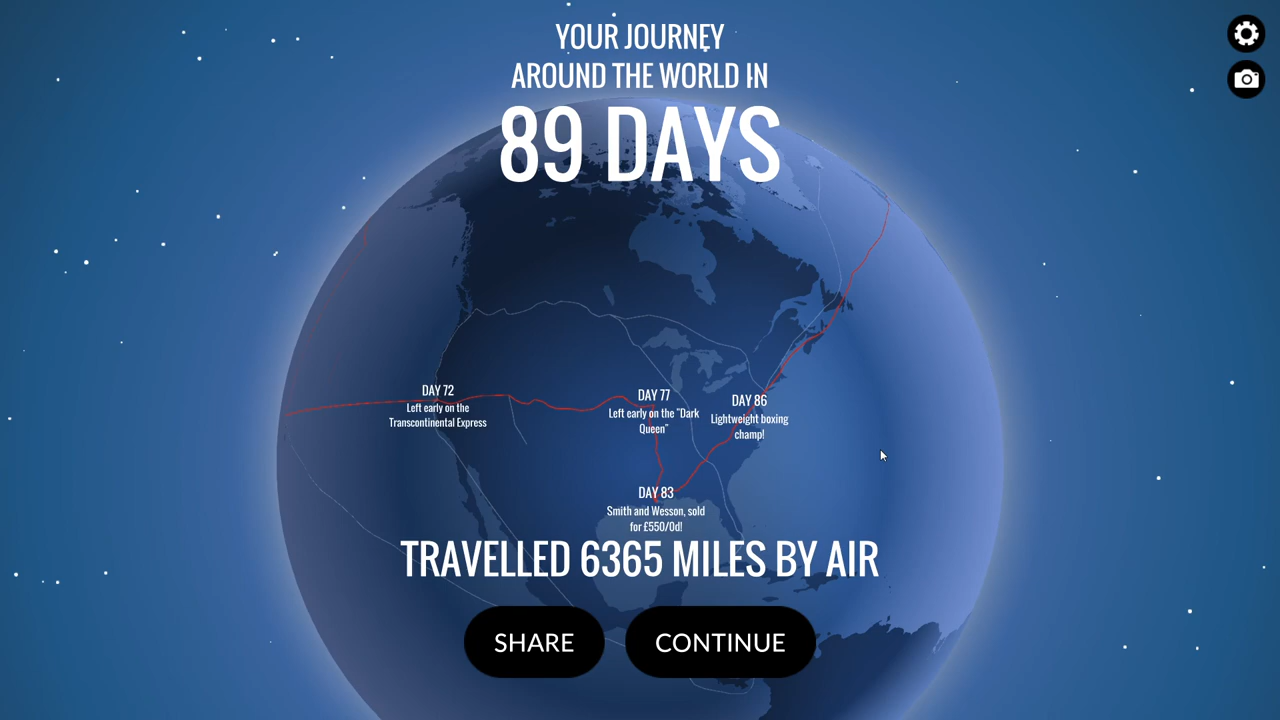 YOUR JOURNEY
AROUND THE WORLD IN
89 DAYS
DAY 72
Left early on the
Transcontinental Express
DAY 77
Left early on the "Dark
Queen"
DAY 86
Lightweight boxing
champ!
DAY 83
Smith and Wesson, sold
for £550/0d!
TRAVELLED 6365 MILES BY AIR
SHARE
CONTINUE